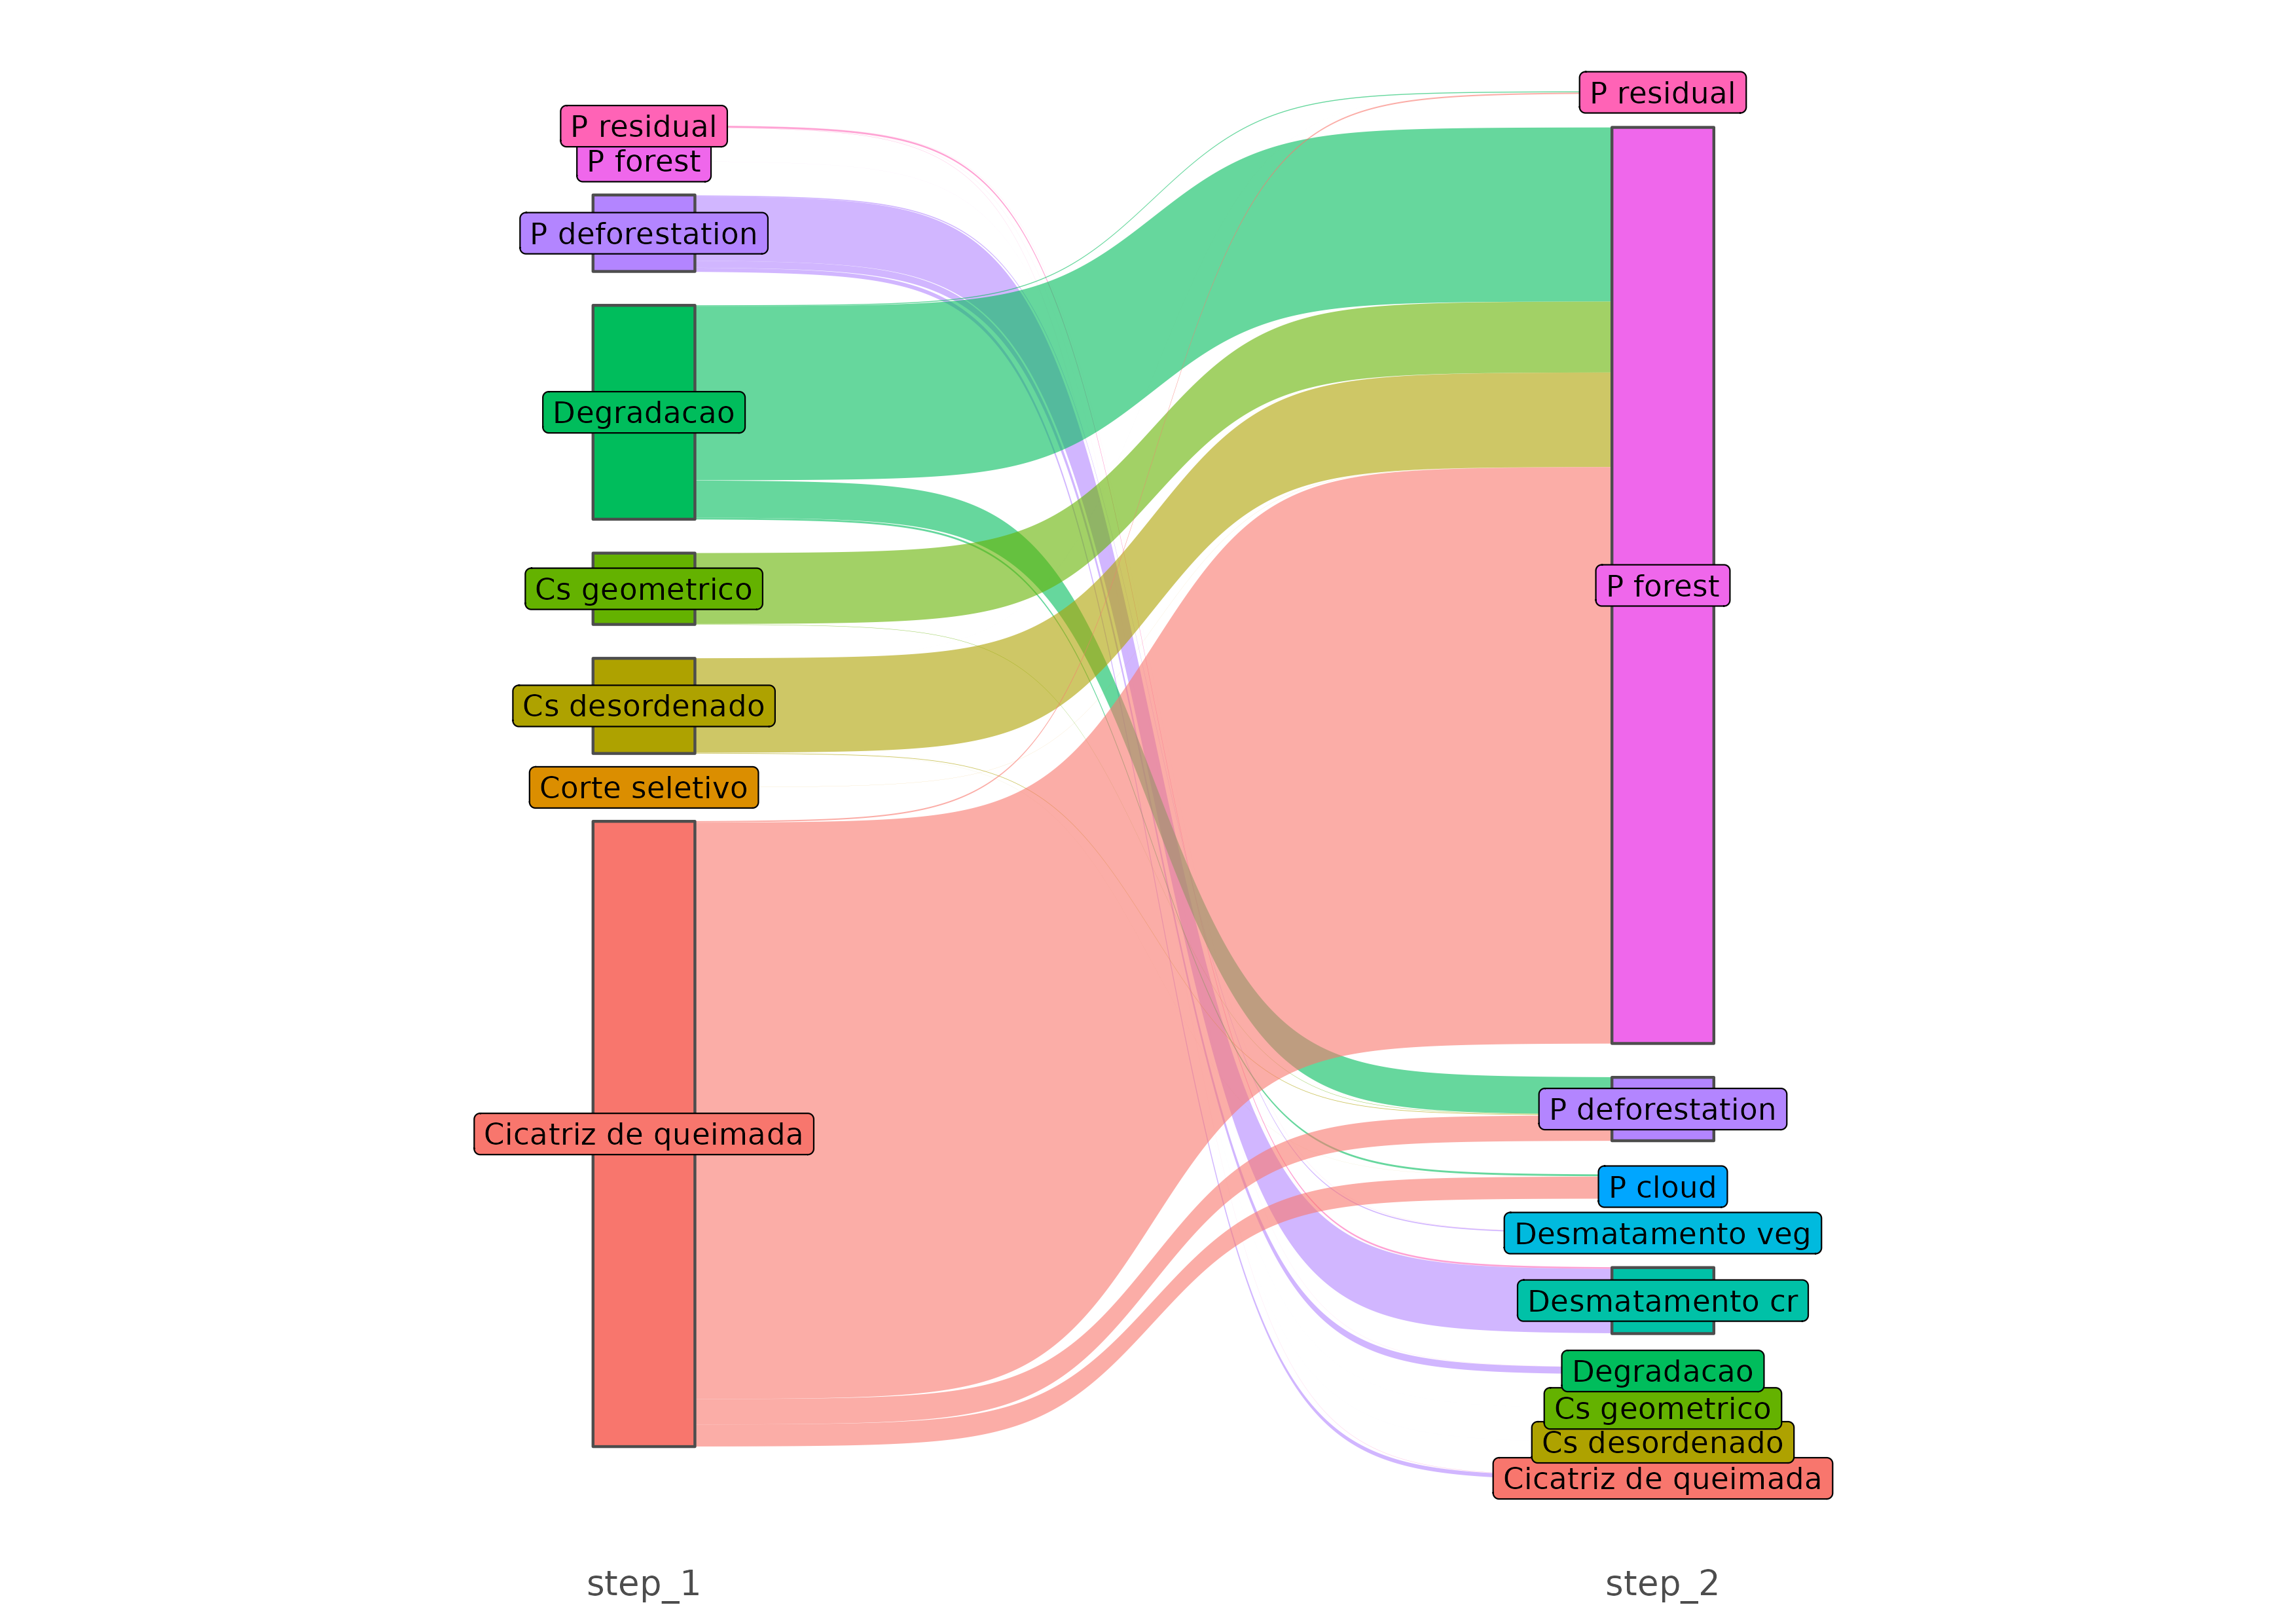 P residual
P forest
P deforestation
Degradacao
Cs geometrico
Cs desordenado
Corte seletivo
Cicatriz de queimada
P residual
P forest
P deforestation
P cloud
Desmatamento veg
Desmatamento cr
Degradacao
Cs geometrico
Cs desordenado
Cicatriz de queimada
step_1
step_2